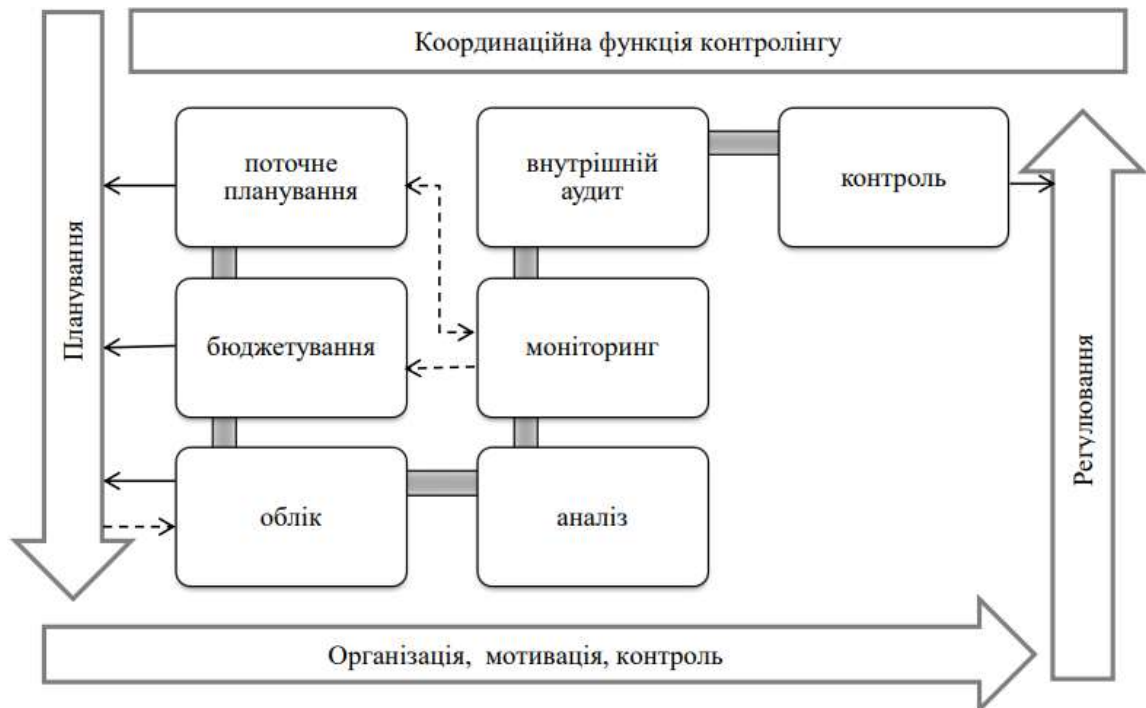 Координаційна функція контролінгу
Планування
поточне
планування
внутрішній
аудит
контроль
бюджетування
моніторинг
облік
аналіз
Регулювання
Організація, мотивація, контроль